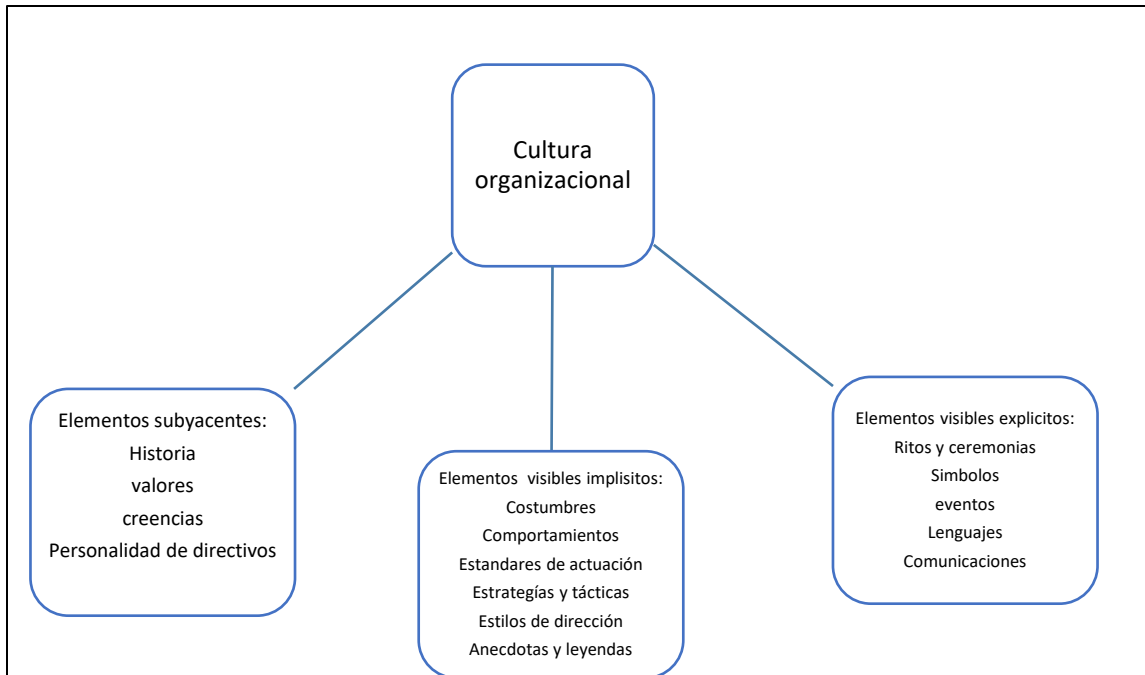 Cultura
organizacional
Elementos subyacentes:
Historia
valores
creencias
Personalidad de directivos
Elementos visibles implisitos:
Costumbres
Comportamientos
Estandares de actuación
Estrategías y tácticas
Estilos de dirección
Anecdotas y leyendas
Elementos visibles explicitos:
Ritos y ceremonias
Simbolos
eventos
Lenguajes
Comunicaciones